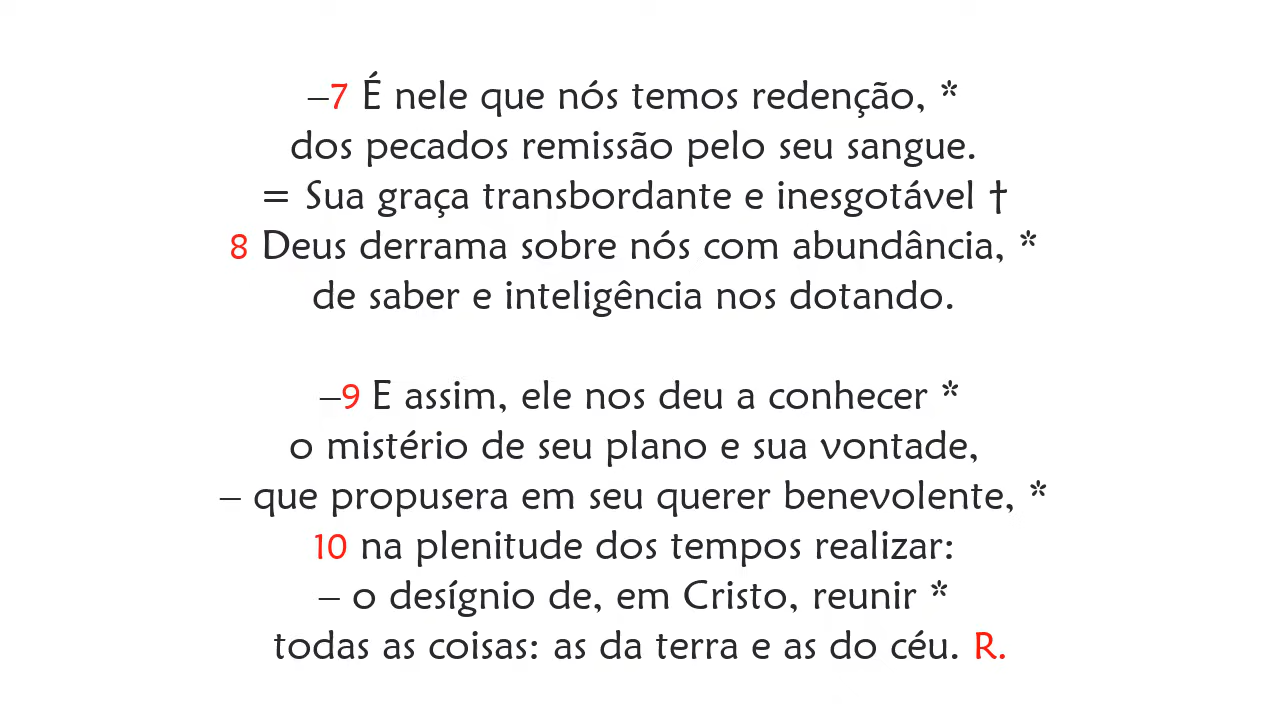 –7 É nele que nós temos redenção, *
dos pecados remissão pelo seu sangue.
= Sua graça transbordante e inesgotável †
8 Deus derrama sobre nós com abundância, *
de saber e inteligência nos dotando.
–9 E assim, ele nos deu a conhecer *
o mistério de seu plano e sua vontade,
– que propusera em seu querer benevolente, *
10 na plenitude dos tempos realizar:
– o desígnio de, em Cristo, reunir *
todas as coisas: as da terra e as do céu. R.